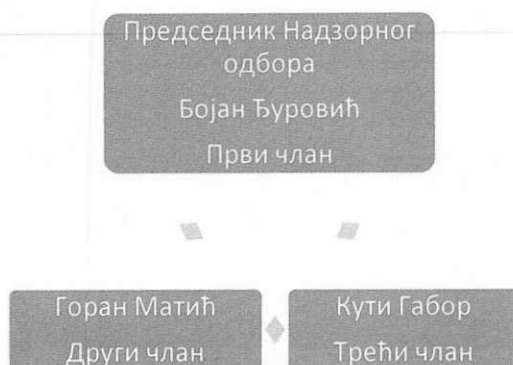 Председник Надзорног
одбора
Бојан Ђуровић
Први члан
Горан Матић
Други члан
Кути Габор
Трећи члан